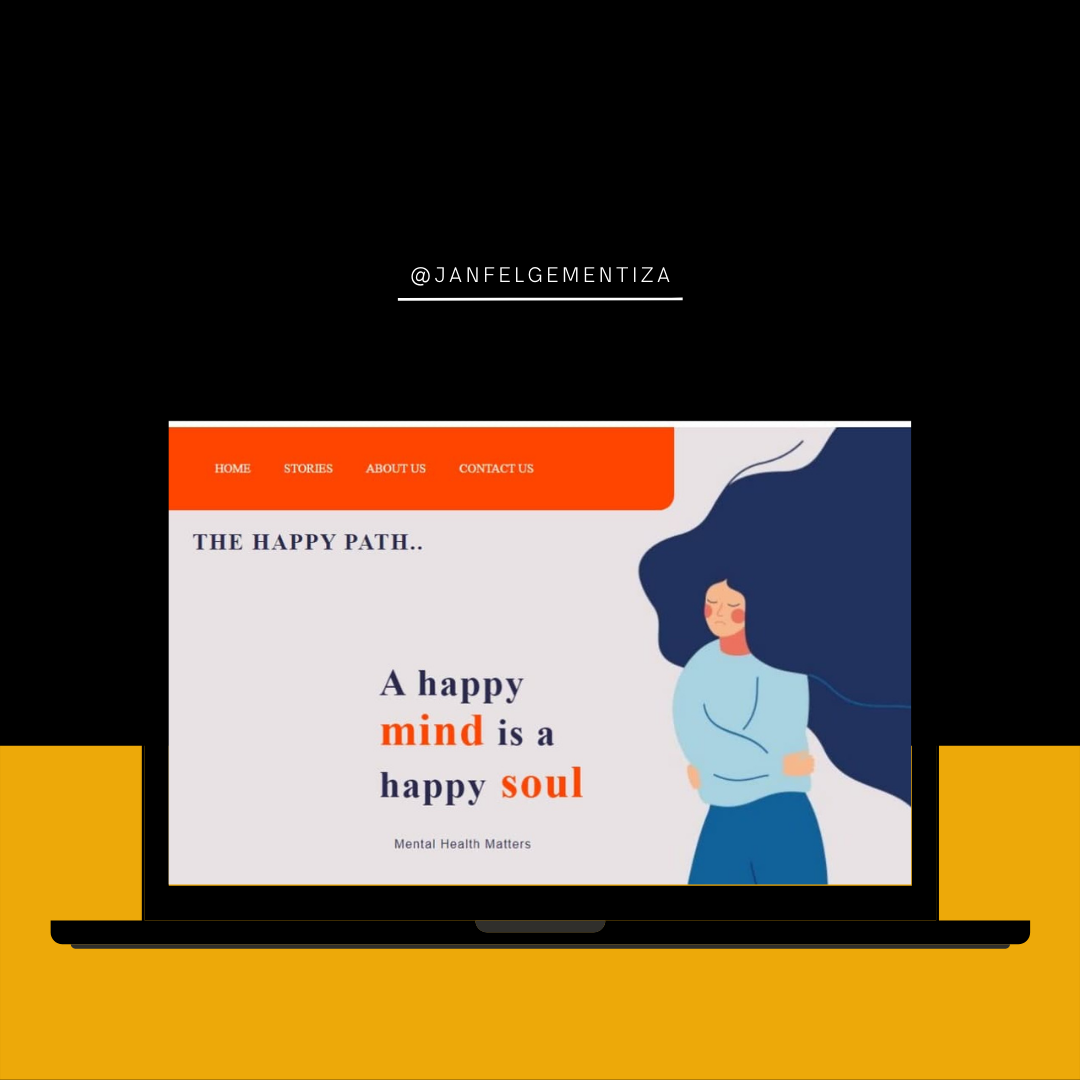 @JANFELGEMENTIZA
HOME STORIES ABOUT US CONTACT US
THE HAPPY PATH..
A happy
mind is a
happy soul
Mental Health Matters